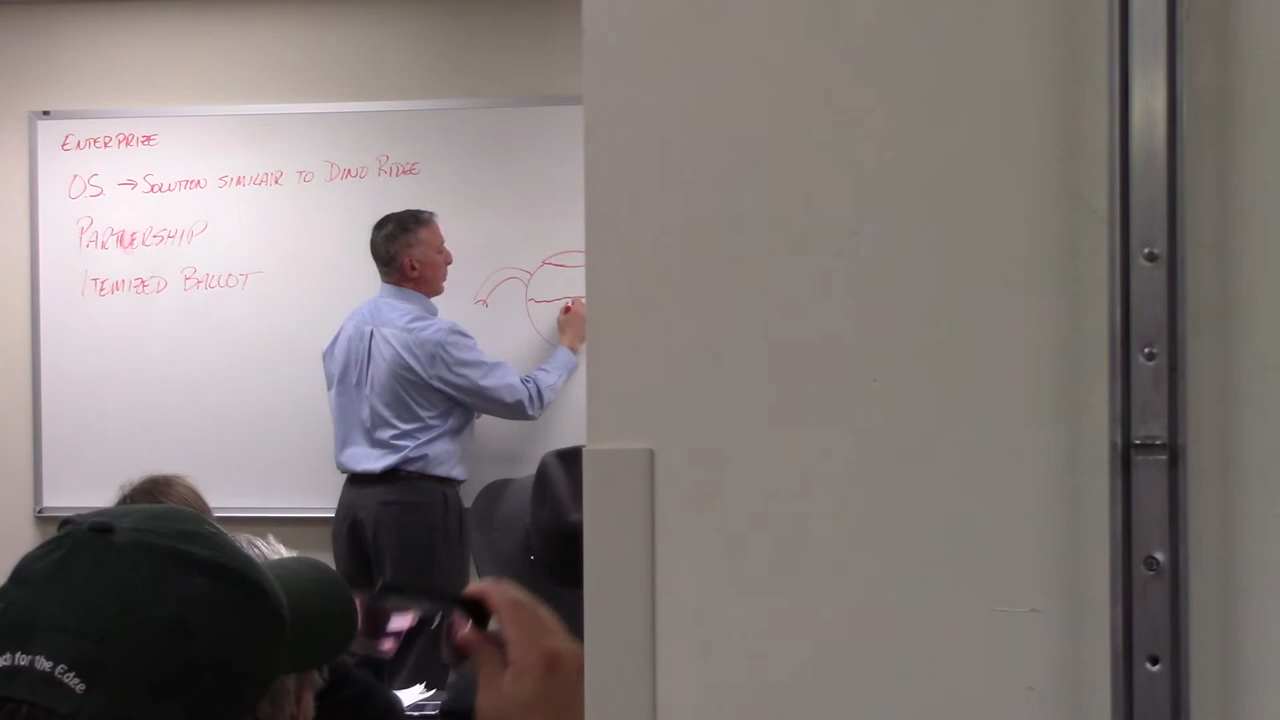 ENTERPRIZE
O.S. → SOLUTION SIMILAIR TO DINO RIDGE
PARTNERSHIP
ITEMIZED BALLOT
for the Edge